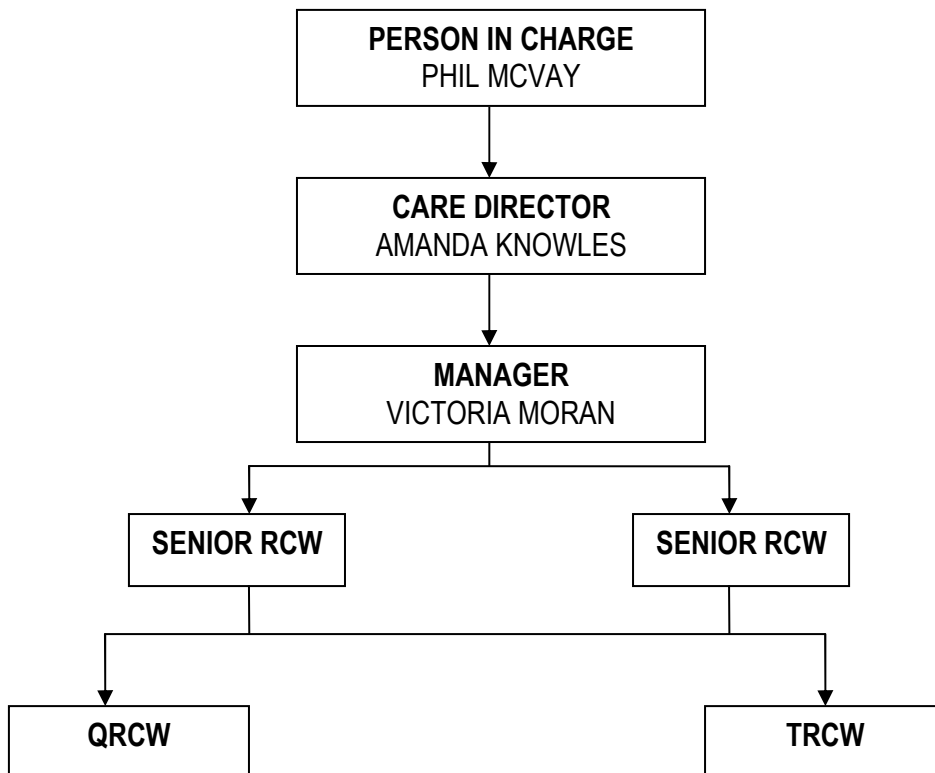 PERSON IN CHARGE
PHIL MCVAY
CARE DIRECTOR
AMANDA KNOWLES
MANAGER
VICTORIA MORAN
SENIOR RCW
SENIOR RCW
QRCW
TRCW